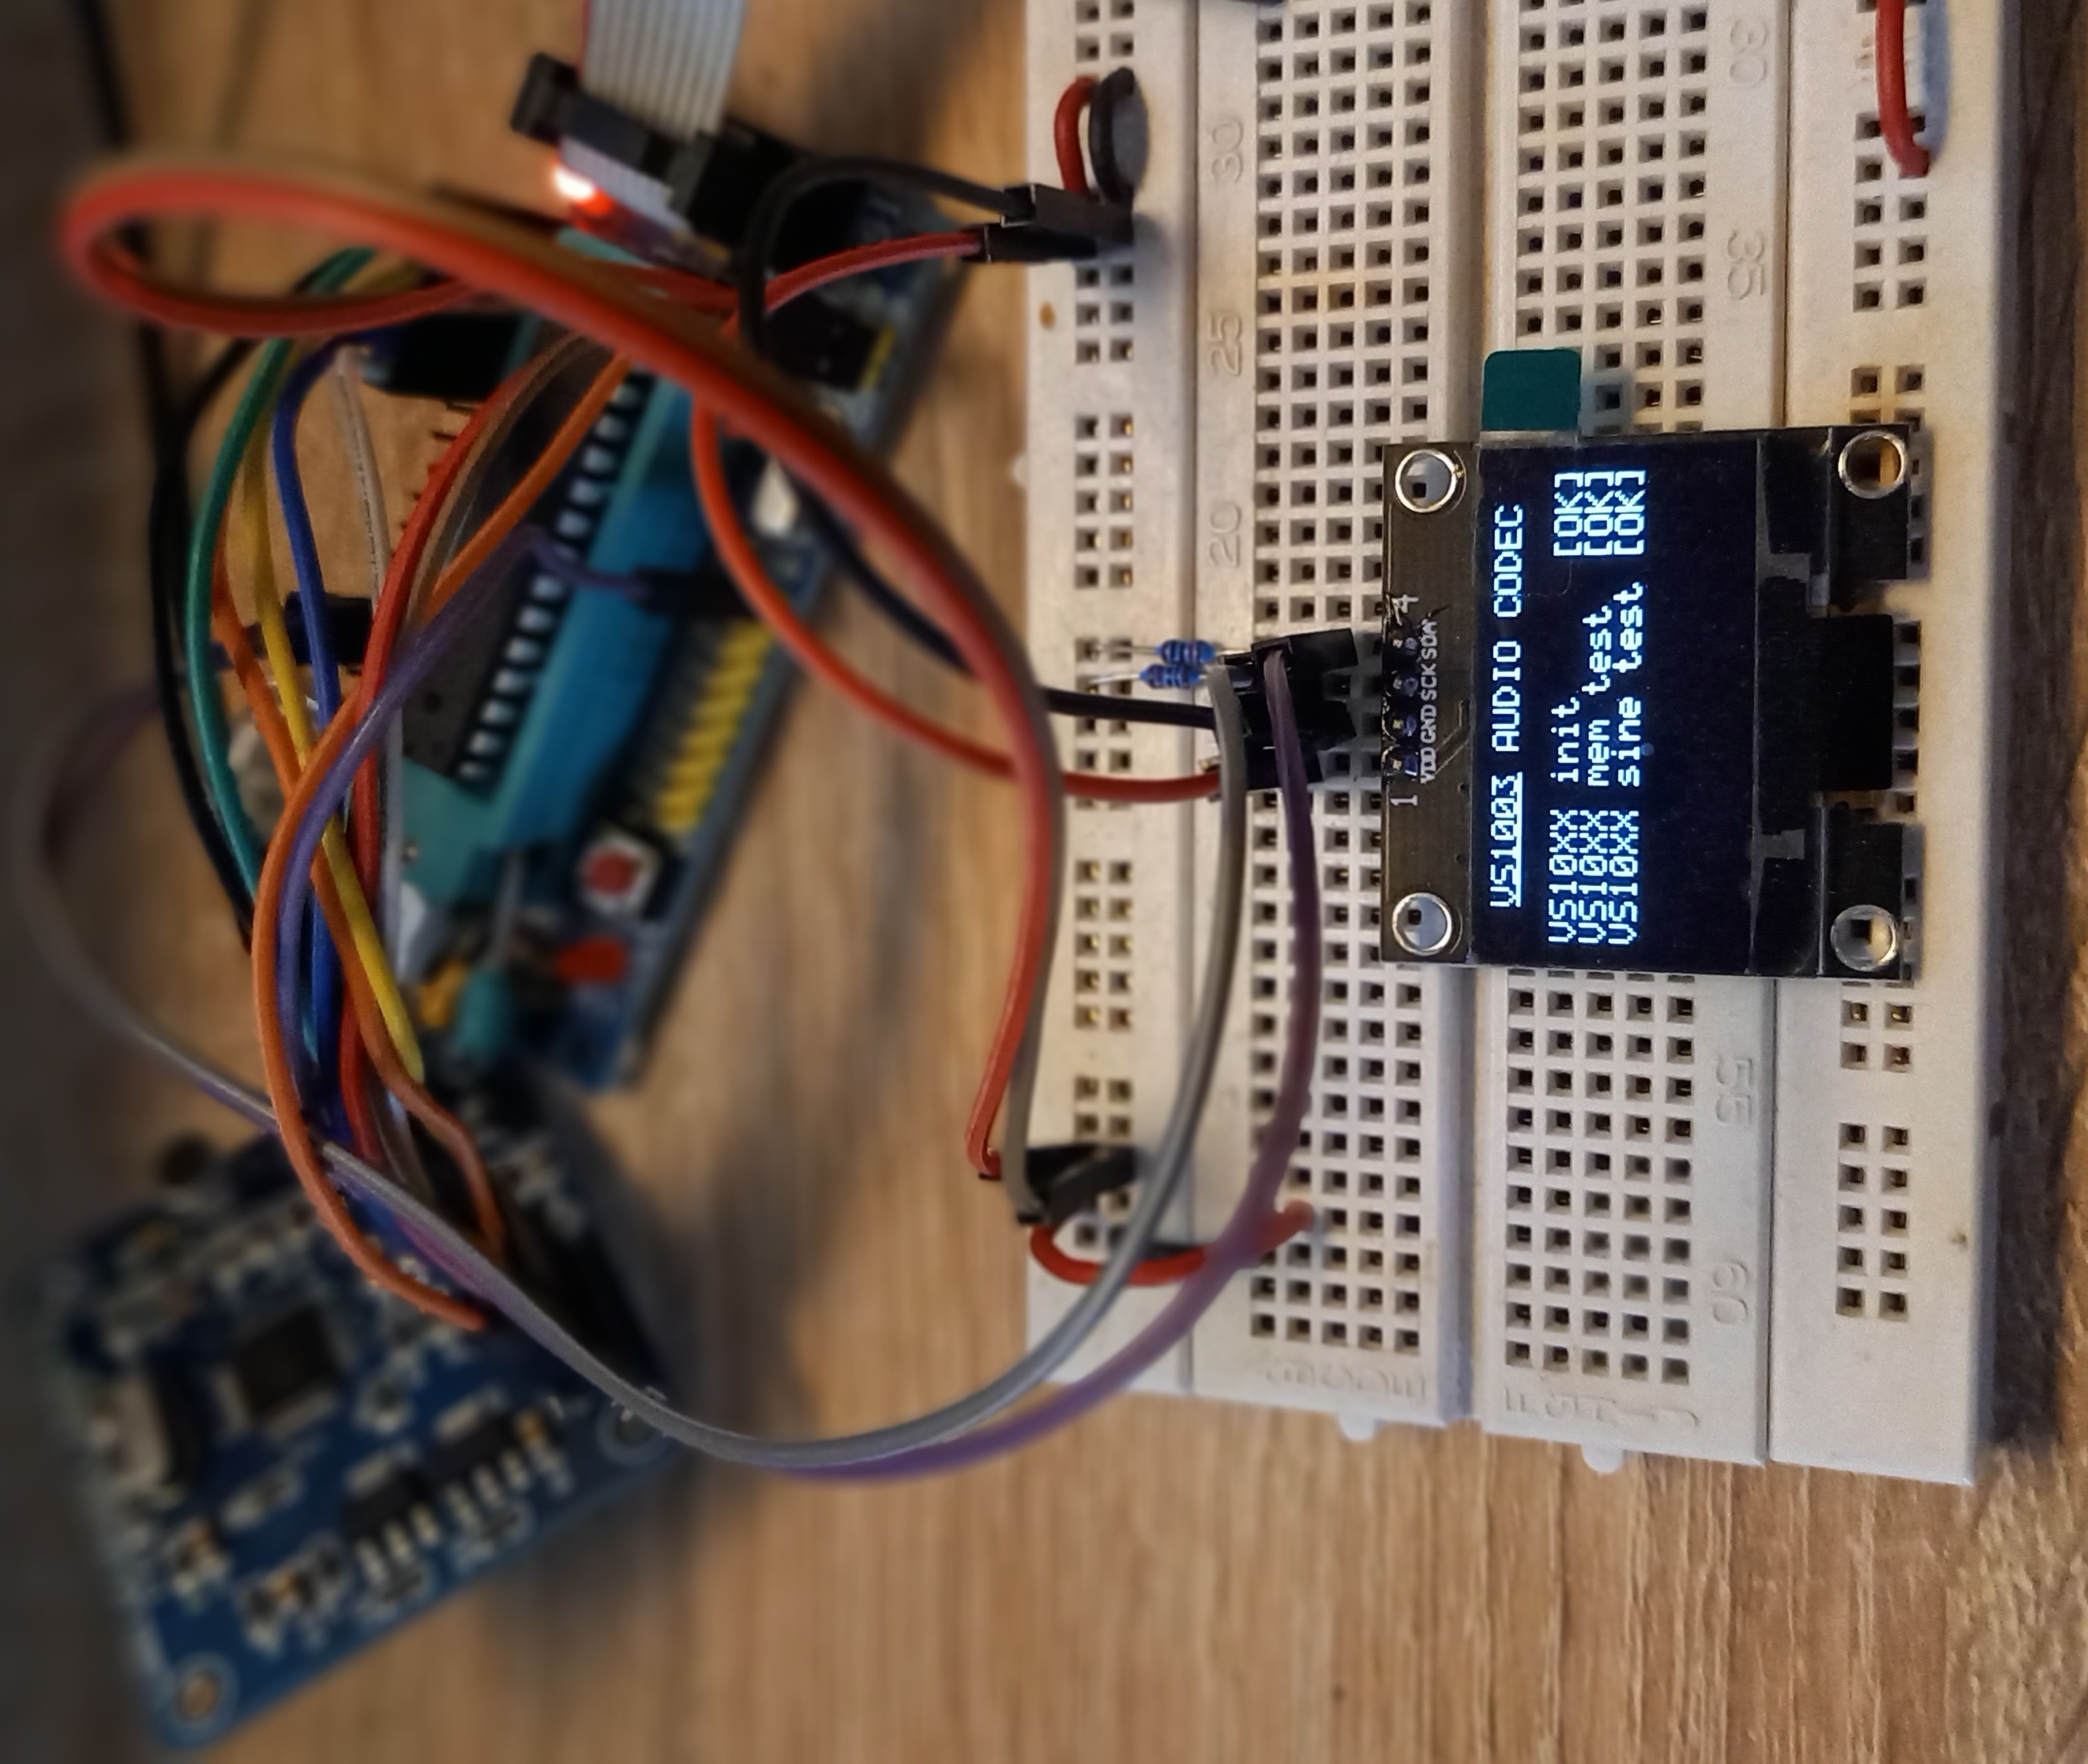 20 25 30
1 4
VDD GND SCK SDA
VS1003 AUDIO CODEC
VS10XX init [OK]
VS10XX mem test [OK]
VS10XX sine test [OK]
60 55 35 30